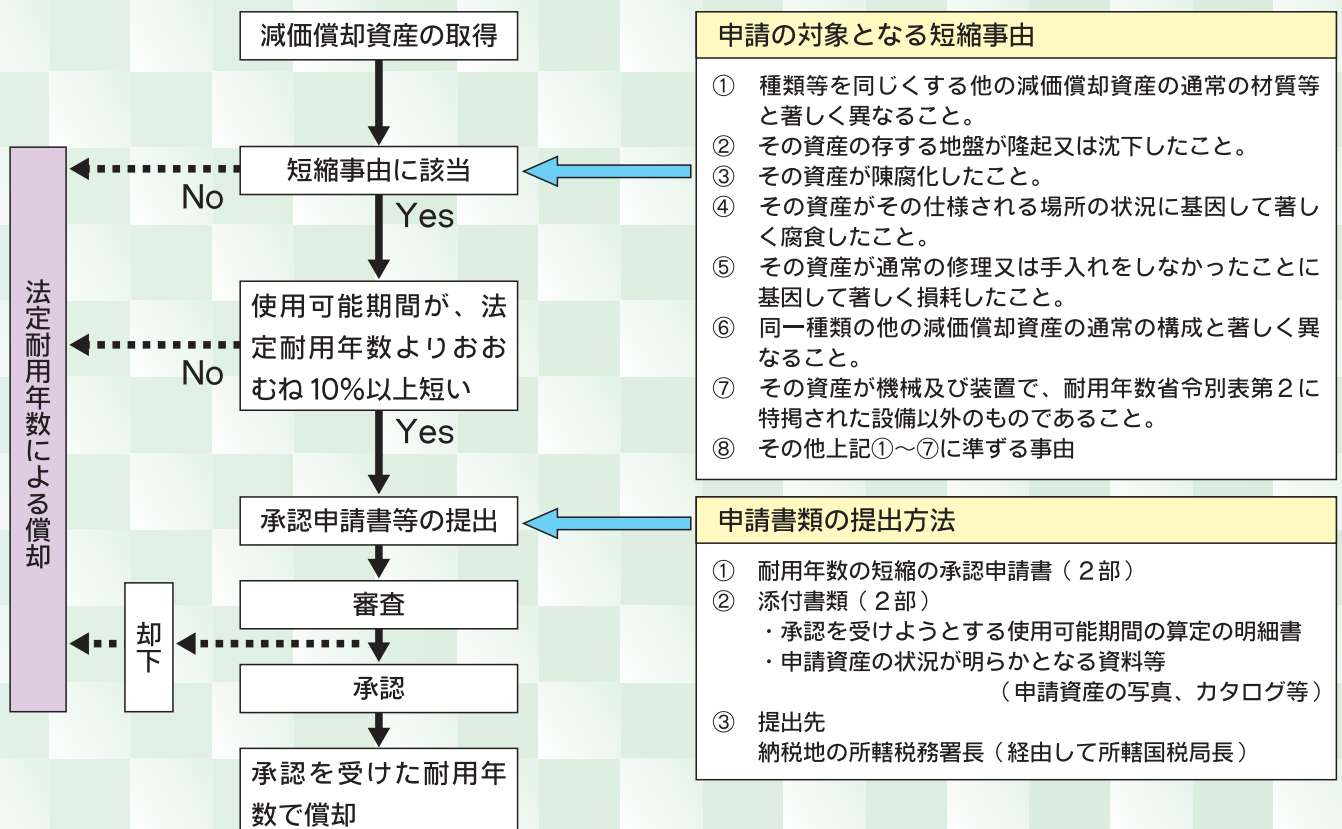 減価償却資産の取得
短縮事由に該当
No
Yes
使用可能期間が、法
定耐用年数よりおお
むね10%以上短い
No
Yes
承認申請書等の提出
審査
却下
承認
承認を受けた耐用年
数で償却
法定耐用年数による償却
申請の対象となる短縮事由
① 種類等を同じくする他の減価償却資産の通常の材質等
と著しく異なること。
② その資産の存する地盤が隆起又は沈下したこと。
③ その資産が陳腐化したこと。
④ その資産がその仕様される場所の状況に基因して著し
く腐食したこと。
⑤ その資産が通常の修理又は手入れをしなかったことに
基因して著しく損耗したこと。
⑥ 同一種類の他の減価償却資産の通常の構成と著しく異
なること。
⑦ その資産が機械及び装置で、耐用年数省令別表第2に
特掲された設備以外のものであること。
⑧ その他上記①～⑦に準ずる事由
申請書類の提出方法
① 耐用年数の短縮の承認申請書(2部)
② 添付書類(2部)
・承認を受けようとする使用可能期間の算定の明細書
・申請資産の状況が明らかとなる資料等
(申請資産の写真、カタログ等)
③ 提出先
納税地の所轄税務署長(経由して所轄国税局長)